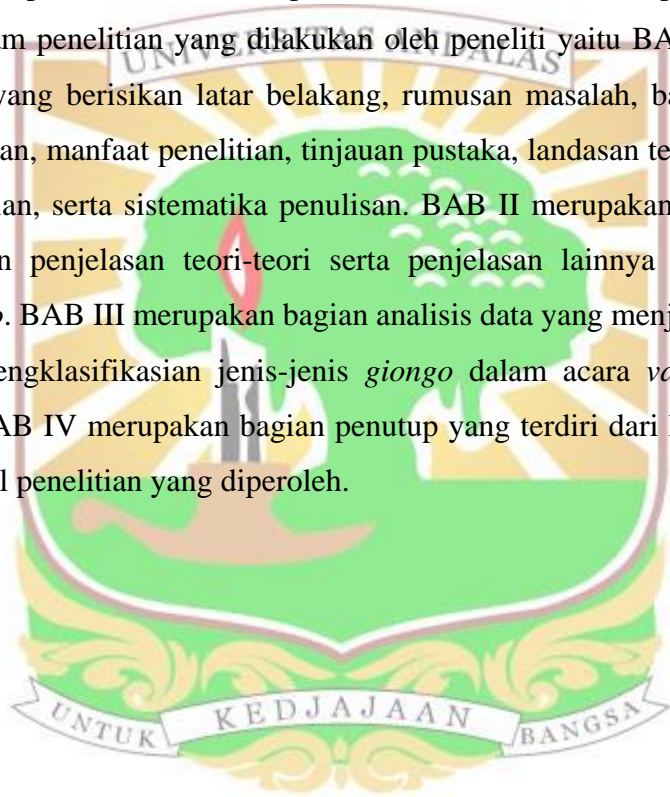 am penelitian yang dilakukan oleh peneliti yaitu BA
UNIVERSITAS ANDALAS
yang berisikan latar belakang, rumusan masalah, ba
an, manfaat penelitian, tinjauan pustaka, landasan te
ian, serta sistematika penulisan. BAB II merupakan
n penjelasan teori-teori serta penjelasan lainnya
. BAB III merupakan bagian analisis data yang menj
engklasifikasian jenis-jenis giongo dalam acara va
AB IV merupakan bagian penutup yang terdiri dari
l penelitian yang diperoleh.
UNTUK KEDJAJAAN BANGSA